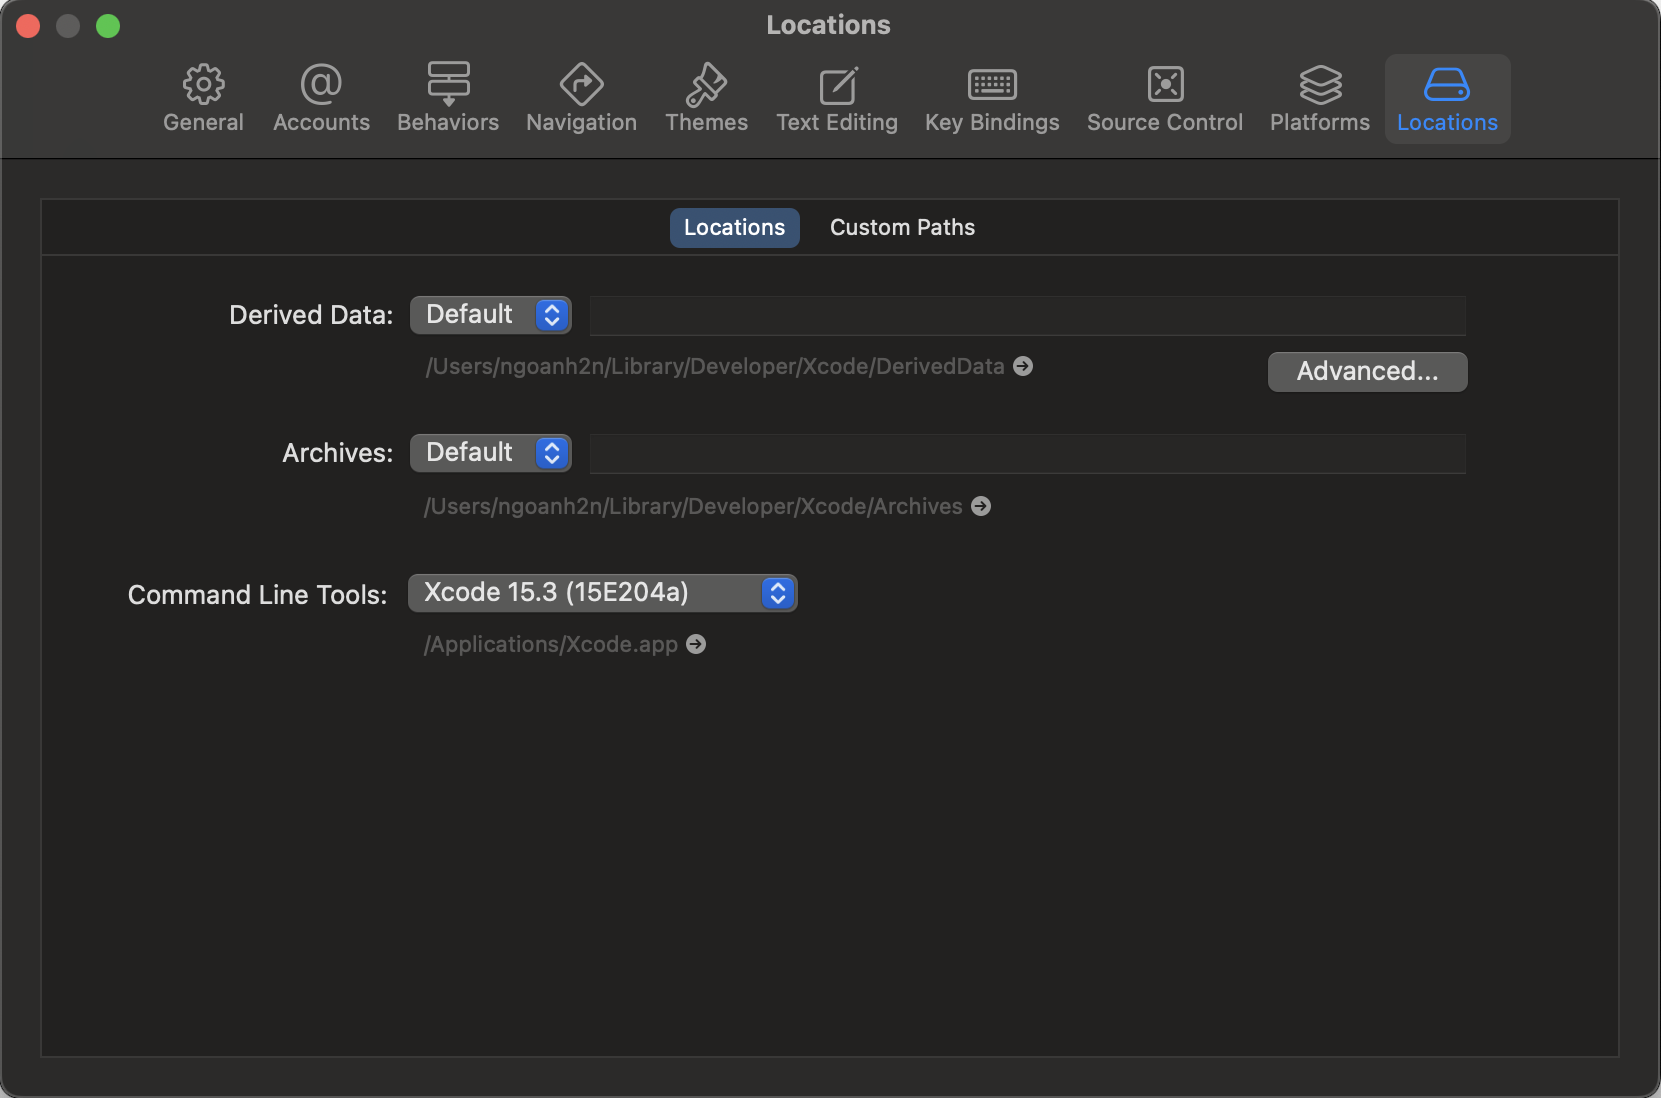 Locations
General Accounts Behaviors Navigation Themes Text Editing Key Bindings Source Control Platforms Locations
Locations Custom Paths
Derived Data: Default
/Users/ngoanh2n/Library/Developer/Xcode/DerivedData
Advanced...
Archives: Default
/Users/ngoanh2n/Library/Developer/Xcode/Archives
Command Line Tools: Xcode 15.3 (15E204a)
/Applications/Xcode.app